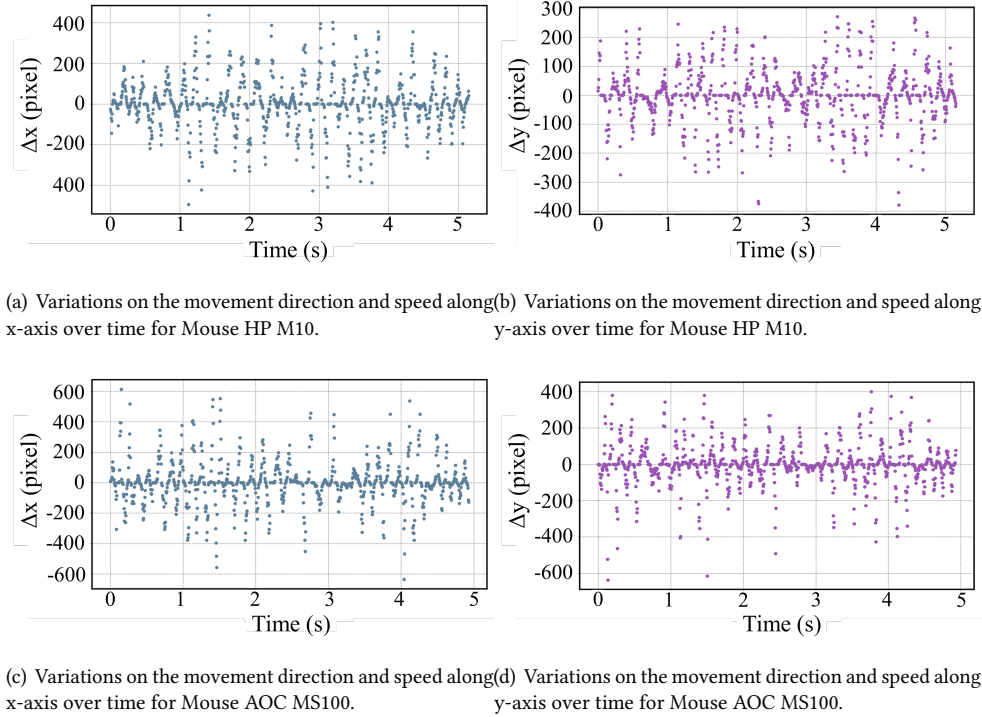 400
200
0
-200
400
Δx (pixel)
0 1 2 3 4 5
Time (s)
300
200
100
0
-100
-200
-300
-400
Δy (pixel)
0 1 2 3 4 5
Time (s)
(a) Variations on the movement direction and speed along
x-axis over time for Mouse HP M10.
(b) Variations on the movement direction and speed along
y-axis over time for Mouse HP M10.
600
400
200
0
-200
-400
-600
Δx (pixel)
0 1 2 3 4 5
Time (s)
400
200
0
-200
-400
-600
Δy (pixel)
0 1 2 3 4 5
Time (s)
(c) Variations on the movement direction and speed along
x-axis over time for Mouse AOC MS100.
(d) Variations on the movement direction and speed along
y-axis over time for Mouse AOC MS100.